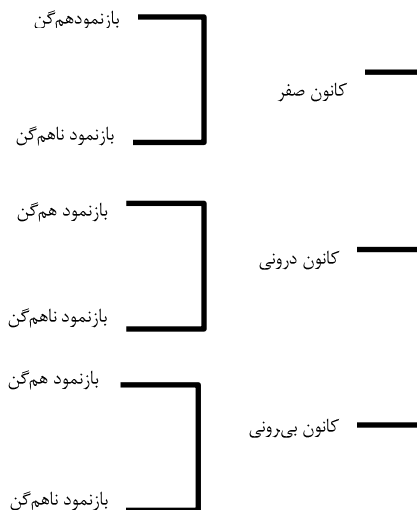 بازنمودهم‌گن
کانون صفر
بازنمود ناهم‌گن
بازنمود هم‌گن
کانون درونی
بازنمود ناهم‌گن
بازنمود هم‌گن
کانون بی‌رونی
بازنمود ناهم‌گن